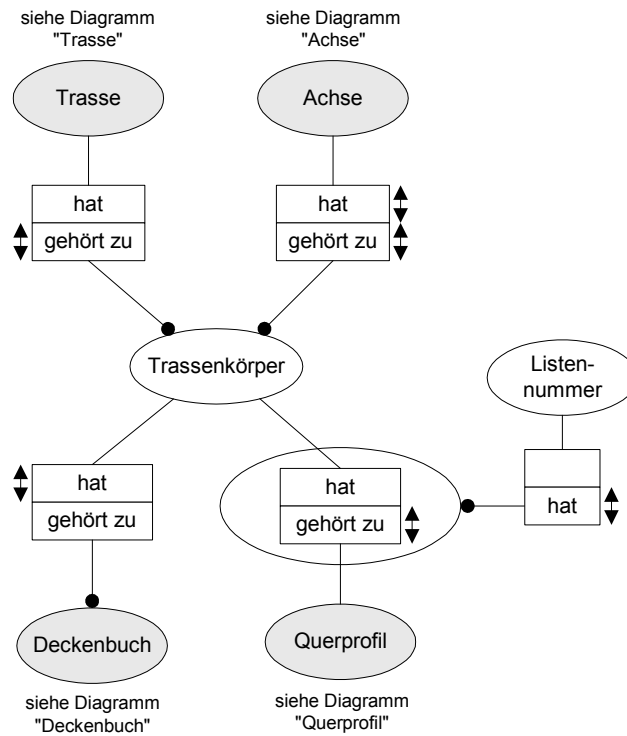 siehe Diagramm
"Trasse"
siehe Diagramm
"Achse"
Trasse
Achse
hat
gehört zu
hat
gehört zu
Trassenkörper
Listen-
nummer
hat
gehört zu
hat
gehört zu
hat
Deckenbuch
Querprofil
siehe Diagramm
"Deckenbuch"
siehe Diagramm
"Querprofil"